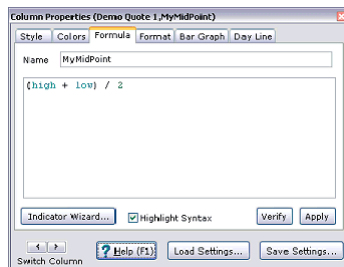 Column Properties (Demo Quote 1,MyMidPoint)
Style Colors Formula Format Bar Graph Day Line
Name MyMidPoint
(high + low) / 2
Indicator Wizard... Highlight Syntax Verify Apply
Switch Column ? Help (F1) Load Settings... Save Settings...